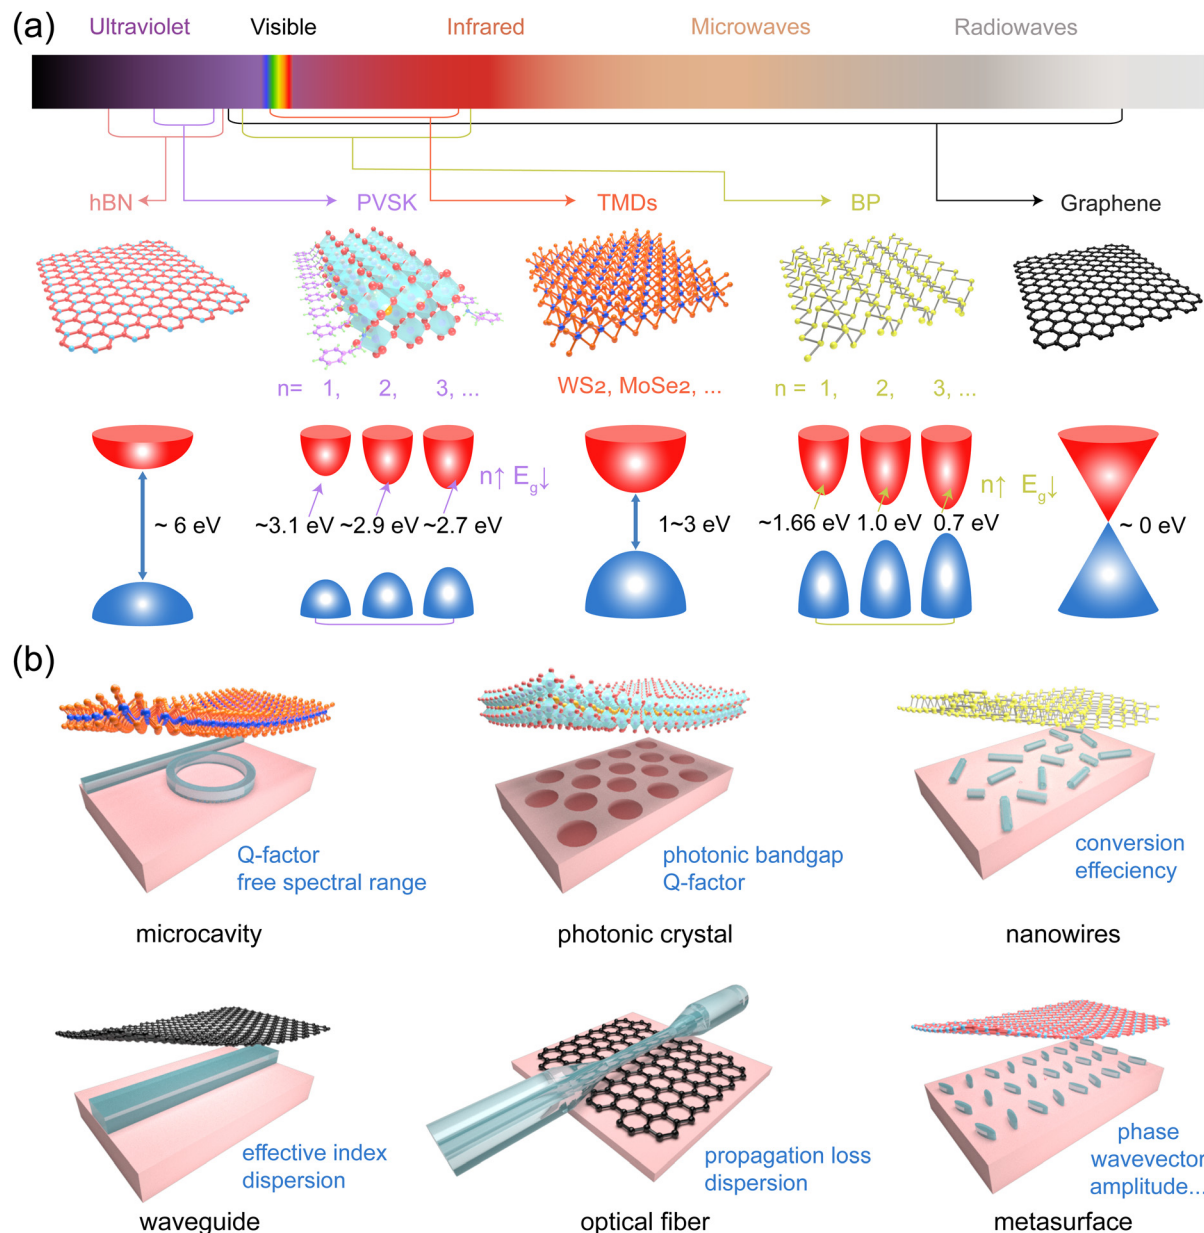 (a)
Ultraviolet Visible Infrared Microwaves Radiowaves
hBN PVSK TMDs BP Graphene
n= 1, 2, 3, ... WS2, MoSe2, ... n = 1, 2, 3, ...
n↑ Eg↓ n↑ Eg↓
~ 6 eV ~3.1 eV ~2.9 eV ~2.7 eV 1~3 eV ~1.66 eV 1.0 eV 0.7 eV ~ 0 eV
(b)
Q-factor
free spectral range
microcavity
photonic bandgap
Q-factor
photonic crystal
conversion
effeciency
nanowires
effective index
dispersion
waveguide
propagation loss
dispersion
optical fiber
phase
wavevector
amplitude...
metasurface